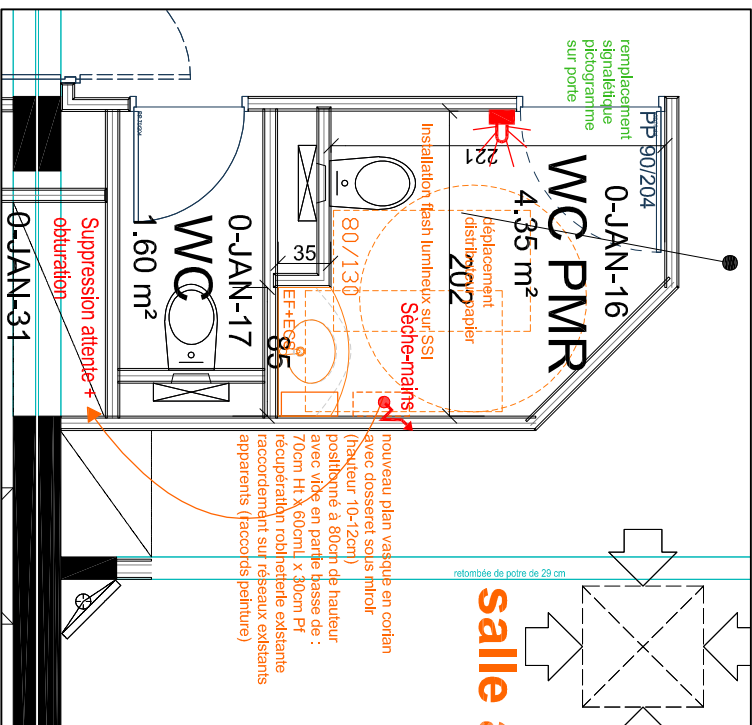 remplacement
signalétique
pictogramme
sur porte
PP 90/204
0-JAN-16
WC PMR
4.35 m²
221
202
déplacement
distributeur papier
Installation flash lumineux sur SSI
Sèche-mains
80/130
35
EF+EC
85
0-JAN-17
WC
1.60 m²
Suppression attente +
obturation
0-JAN-31
nouveau plan vasque en corian
avec dosseret sous miroir
(hauteur 10-12cm)
positionné à 80cm de hauteur
avec vide en partie basse de :
70cm Ht x 60cmL x 30cm Pf
récupération robinetterie existante
raccordement sur réseaux existants
apparents (raccords peinture)
retombée de potre de 29 cm
salle